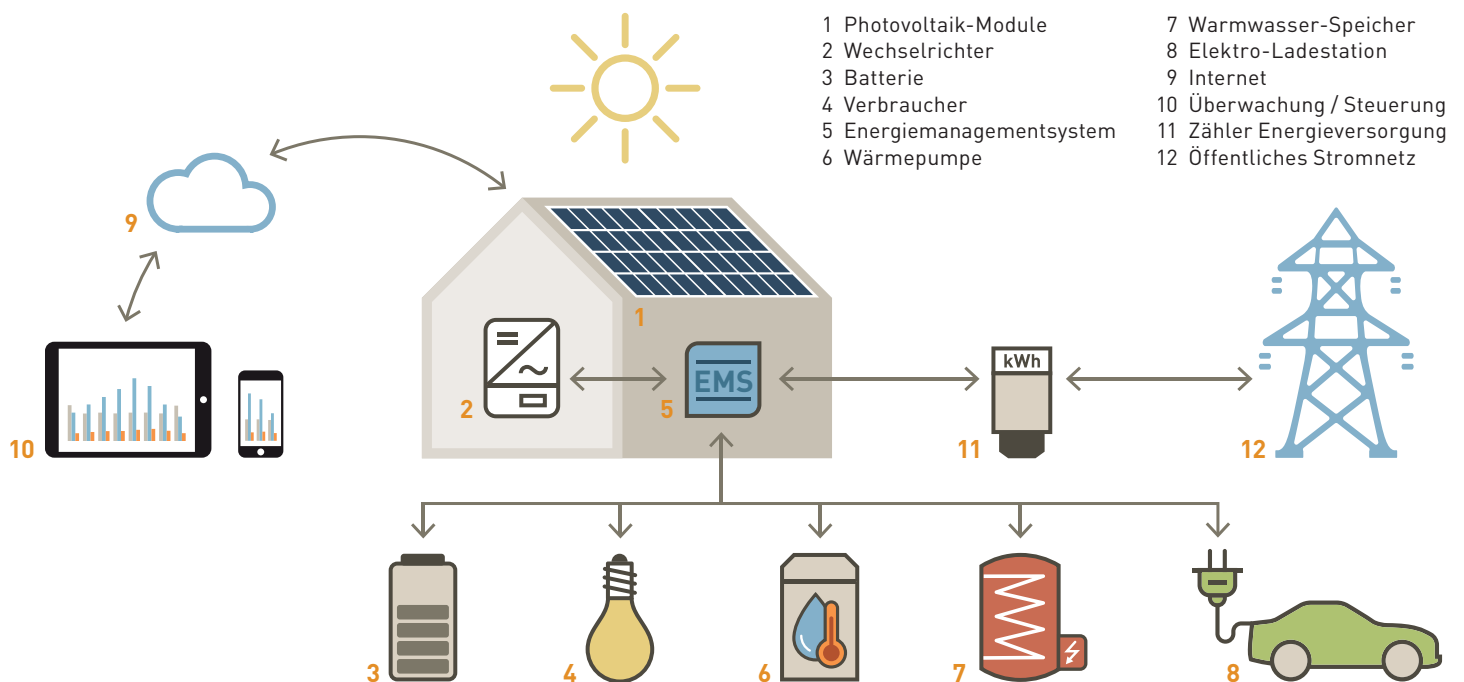 1 Photovoltaik-Module
2 Wechselrichter
3 Batterie
4 Verbraucher
5 Energiemanagementsystem
6 Wärmepumpe
7 Warmwasser-Speicher
8 Elektro-Ladestation
9 Internet
10 Überwachung / Steuerung
11 Zähler Energieversorgung
12 Öffentliches Stromnetz
9
1
kWh
EMS
2
5
10
11
12
3
4
6
7
8